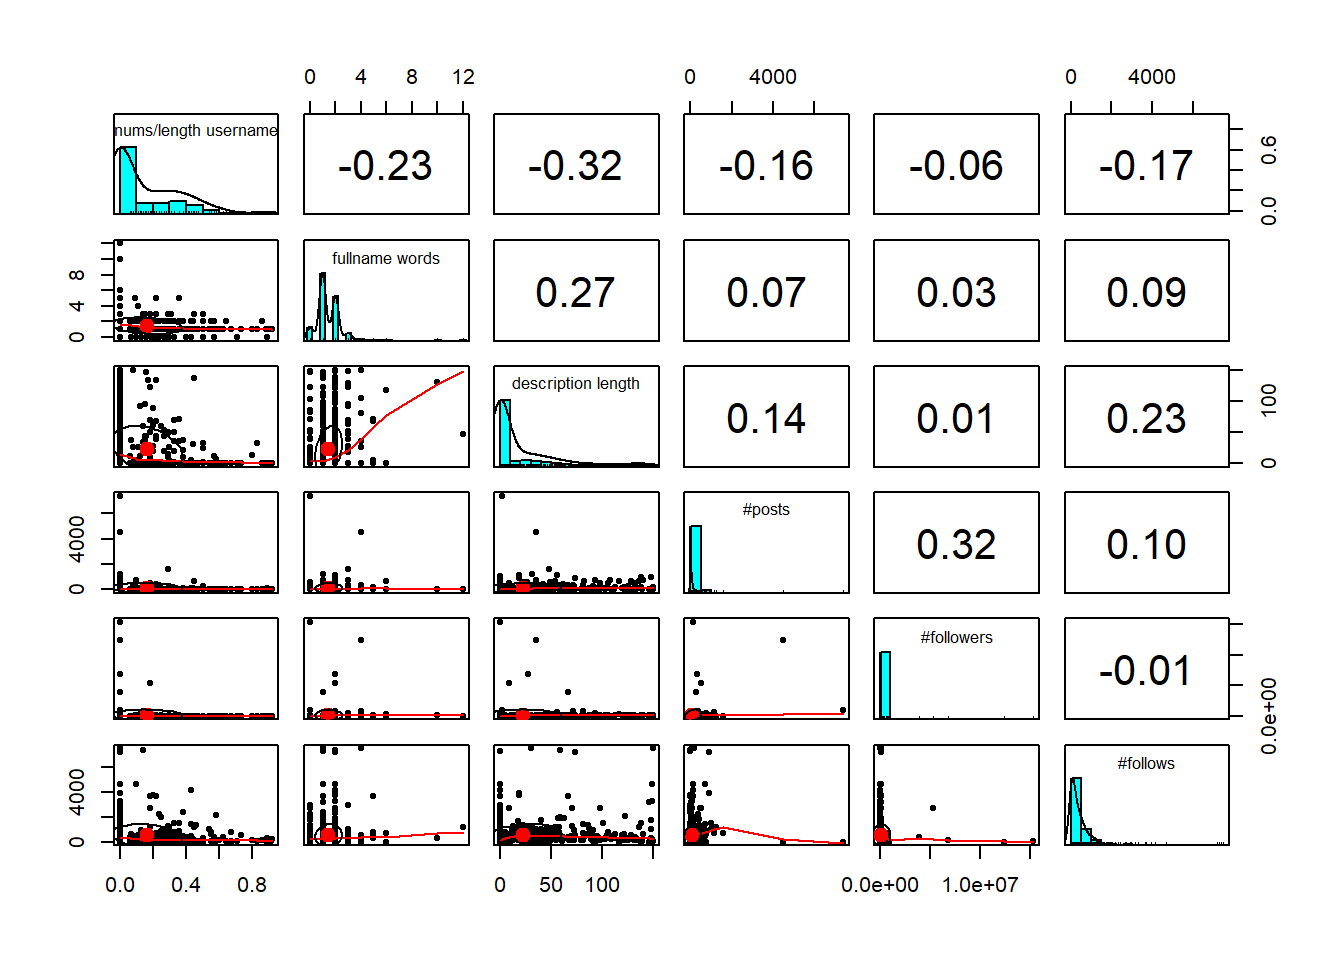 0 4 8 12 0 4000 0 4000
nums/length username -0.23 -0.32 -0.16 -0.06 -0.17 0.0 0.6
0 4 8 fullname words 0.27 0.07 0.03 0.09
description length 0.14 0.01 0.23 0 100
0 4000 #posts 0.32 0.10
#followers -0.01 0.0e+00
0 4000 #follows
0.0 0.4 0.8 0 50 100 0.0e+00 1.0e+07